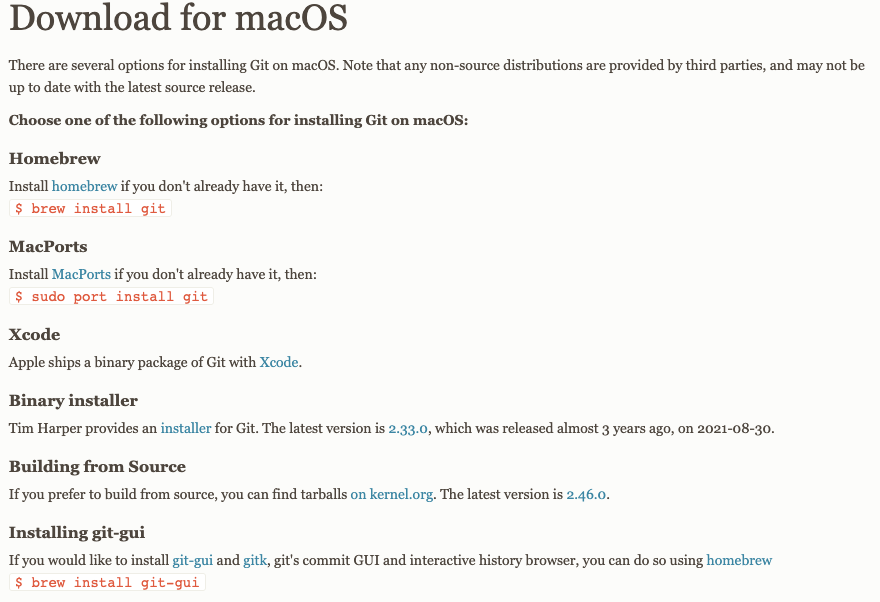 Download for macOS
There are several options for installing Git on macOS. Note that any non-source distributions are provided by third parties, and may not be
up to date with the latest source release.
Choose one of the following options for installing Git on macOS:
Homebrew
Install homebrew if you don't already have it, then:
$ brew install git
MacPorts
Install MacPorts if you don't already have it, then:
$ sudo port install git
Xcode
Apple ships a binary package of Git with Xcode.
Binary installer
Tim Harper provides an installer for Git. The latest version is 2.33.0, which was released almost 3 years ago, on 2021-08-30.
Building from Source
If you prefer to build from source, you can find tarballs on kernel.org. The latest version is 2.46.0.
Installing git-gui
If you would like to install git-gui and gitk, git's commit GUI and interactive history browser, you can do so using homebrew
$ brew install git-gui